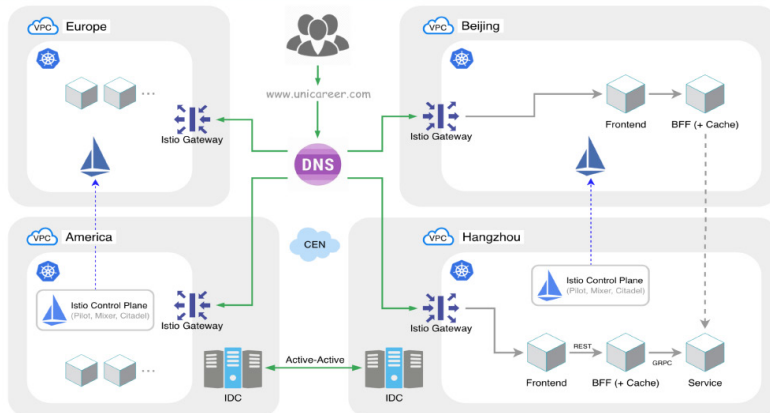 VPC
Europe
Istio Gateway
www.unicareer.com
DNS
VPC
Beijing
Istio Gateway
Frontend
BFF (+ Cache)
VPC
America
Istio Control Plane
(Pilot, Mixer, Citadel)
Istio Gateway
IDC
CEN
Active-Active
IDC
VPC
Hangzhou
Istio Control Plane
(Pilot, Mixer, Citadel)
Istio Gateway
Frontend
REST
BFF (+ Cache)
GRPC
Service